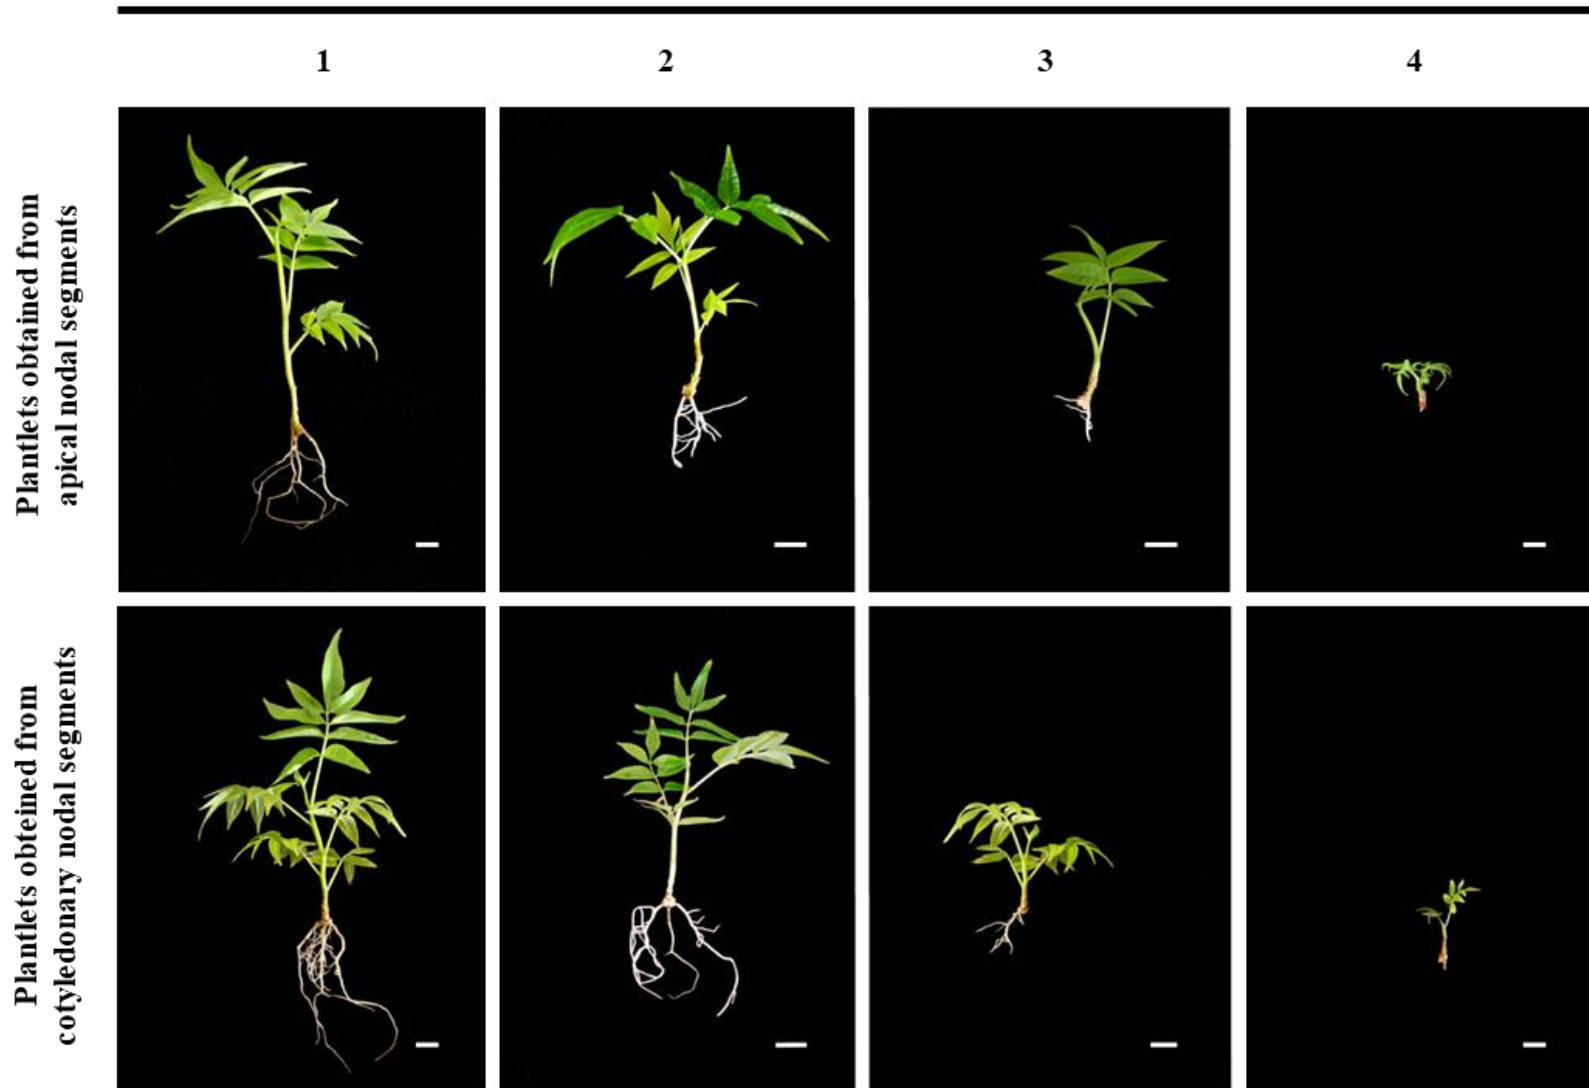 1 2 3 4
Plantlets obtained from
apical nodal segments
Plantlets obteined from
cotyledonary nodal segments